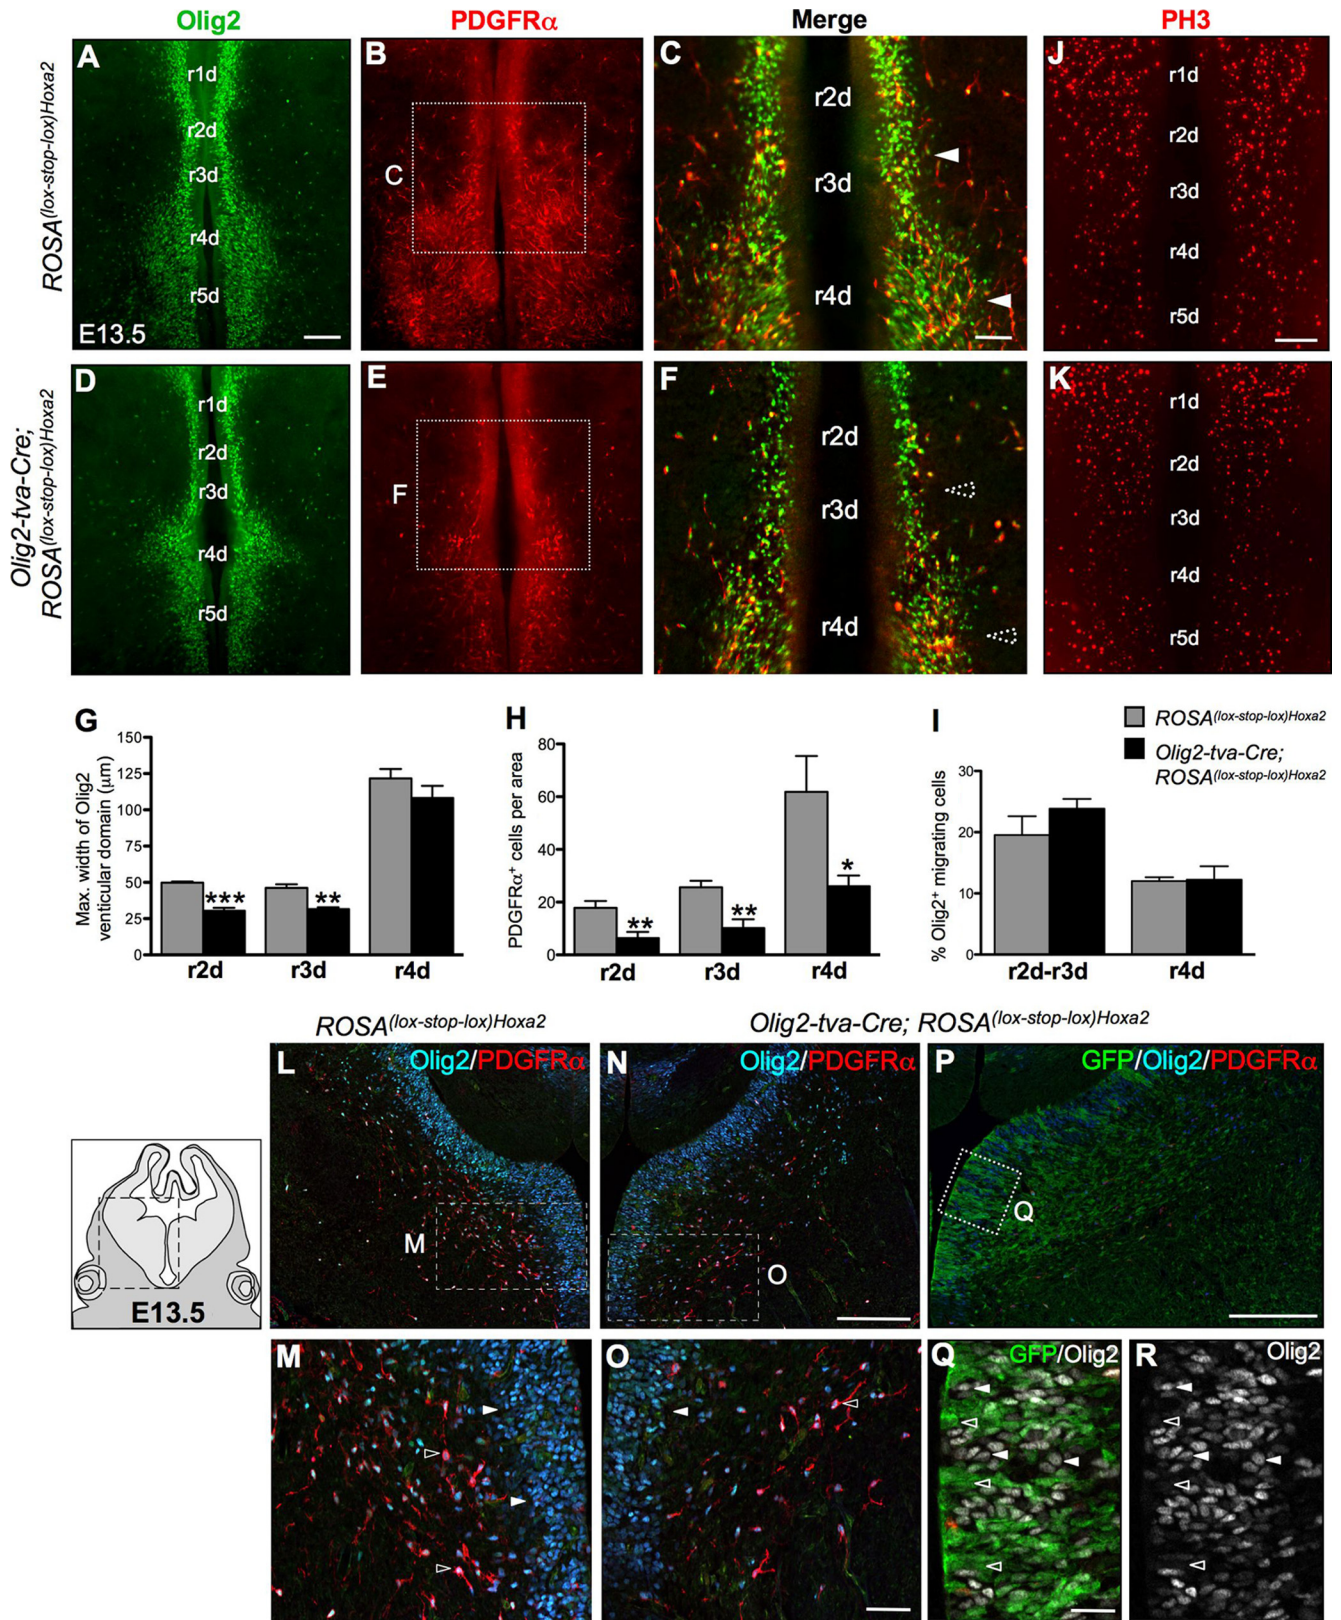 Olig2 PDGFRα Merge PH3
ROSA(lox-stop-lox)Hoxa2
A r1d r2d r3d r4d r5d E13.5
B C
C r2d r3d r4d
J r1d r2d r3d r4d r5d
Olig2-tva-Cre;
ROSA(lox-stop-lox)Hoxa2
D r1d r2d r3d r4d r5d
E F
F r2d r3d r4d
K r1d r2d r3d r4d r5d
G
Max. width of Olig2
venticular domain (µm)
150
125
100
75
50
25
0
*** **
r2d r3d r4d
H
PDGFRα+ cells per area
80
60
40
20
0
** ** *
r2d r3d r4d
I
ROSA(lox-stop-lox)Hoxa2
Olig2-tva-Cre;
ROSA(lox-stop-lox)Hoxa2
% Olig2+ migrating cells
30
20
10
0
r2d-r3d r4d
ROSA(lox-stop-lox)Hoxa2 Olig2-tva-Cre; ROSA(lox-stop-lox)Hoxa2
E13.5
L Olig2/PDGFRα
M
N Olig2/PDGFRα
O
P GFP/Olig2/PDGFRα
Q
M
O
Q GFP/Olig2
R Olig2